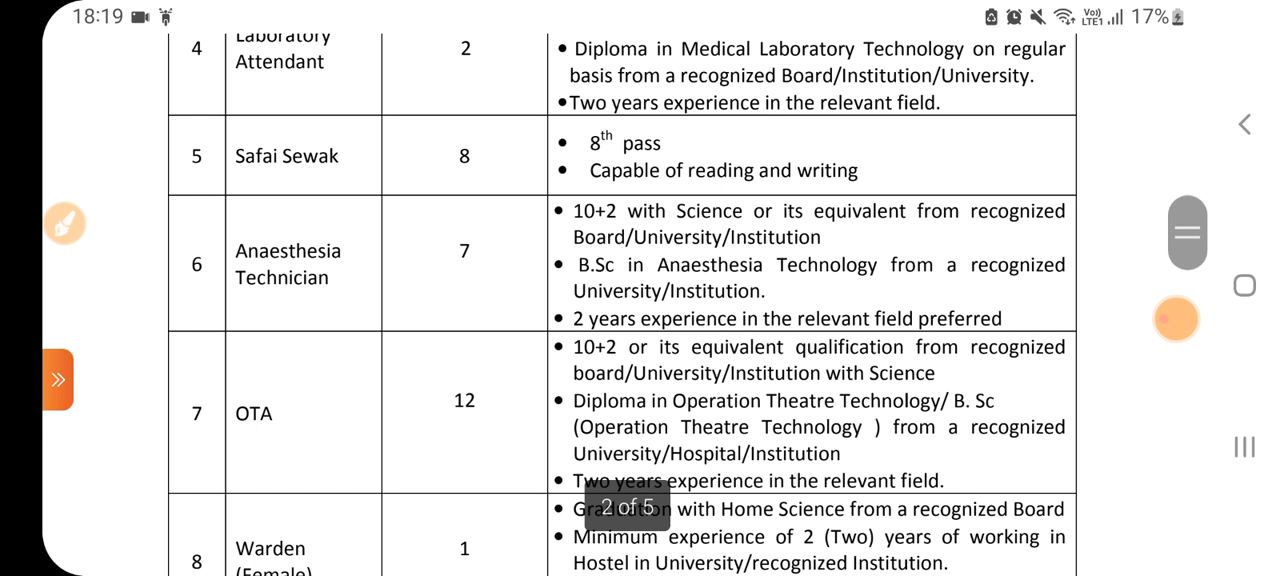 18:19
Vo))
LTE1
17%
4
Laboratory
Attendant
2
• Diploma in Medical Laboratory Technology on regular
basis from a recognized Board/Institution/University.
•Two years experience in the relevant field.
5
Safai Sewak
8
• 8th pass
• Capable of reading and writing
6
Anaesthesia
Technician
7
• 10+2 with Science or its equivalent from recognized
Board/University/Institution
• B.Sc in Anaesthesia Technology from a recognized
University/Institution.
• 2 years experience in the relevant field preferred
7
OTA
12
• 10+2 or its equivalent qualification from recognized
board/University/Institution with Science
• Diploma in Operation Theatre Technology/ B. Sc
(Operation Theatre Technology ) from a recognized
University/Hospital/Institution
• Two years experience in the relevant field.
8
Warden
(Female)
1
• Graduation with Home Science from a recognized Board
• Minimum experience of 2 (Two) years of working in
Hostel in University/recognized Institution.
2 of 5